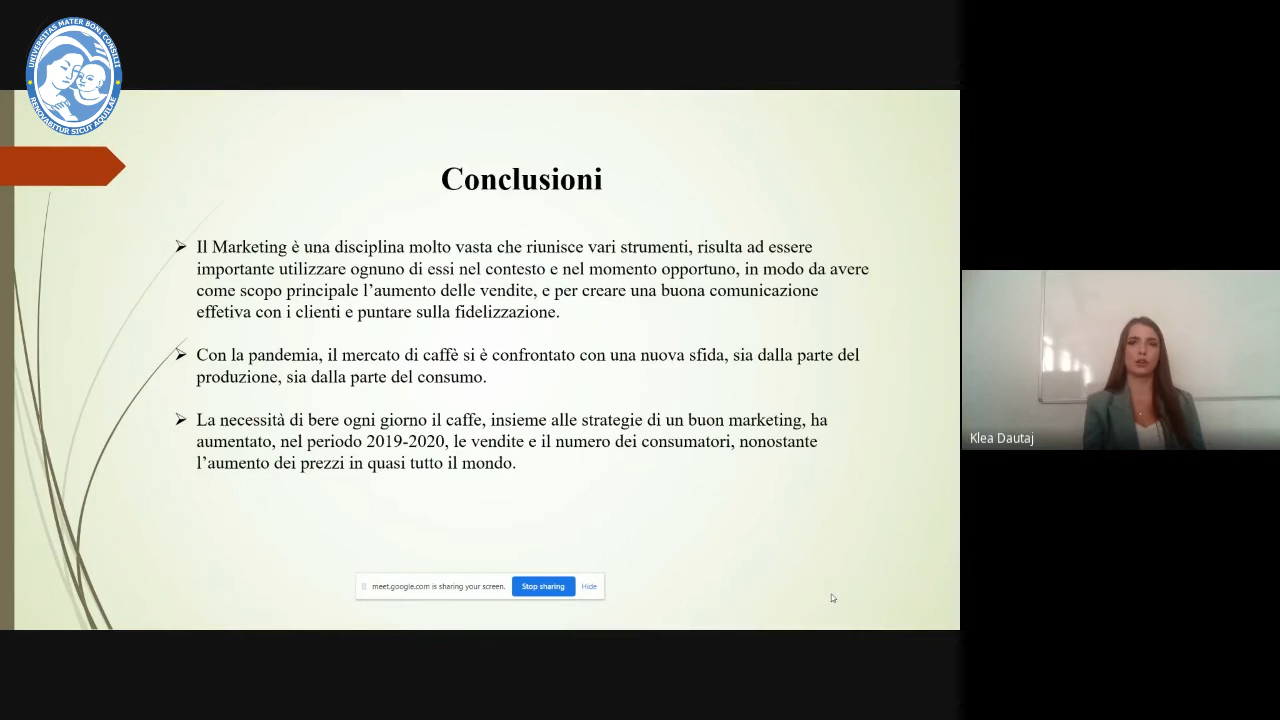 UNIVERSITAS MATER BONI CONSILII
RENOVABITUR SICUT AQUILAE
Conclusioni
➢ Il Marketing è una disciplina molto vasta che riunisce vari strumenti, risulta ad essere
importante utilizzare ognuno di essi nel contesto e nel momento opportuno, in modo da avere
come scopo principale l’aumento delle vendite, e per creare una buona comunicazione
effetiva con i clienti e puntare sulla fidelizzazione.
➢ Con la pandemia, il mercato di caffè si è confrontato con una nuova sfida, sia dalla parte del
produzione, sia dalla parte del consumo.
➢ La necessità di bere ogni giorno il caffe, insieme alle strategie di un buon marketing, ha
aumentato, nel periodo 2019-2020, le vendite e il numero dei consumatori, nonostante
l’aumento dei prezzi in quasi tutto il mondo.
meet.google.com is sharing your screen. Stop sharing Hide
Klea Dautaj